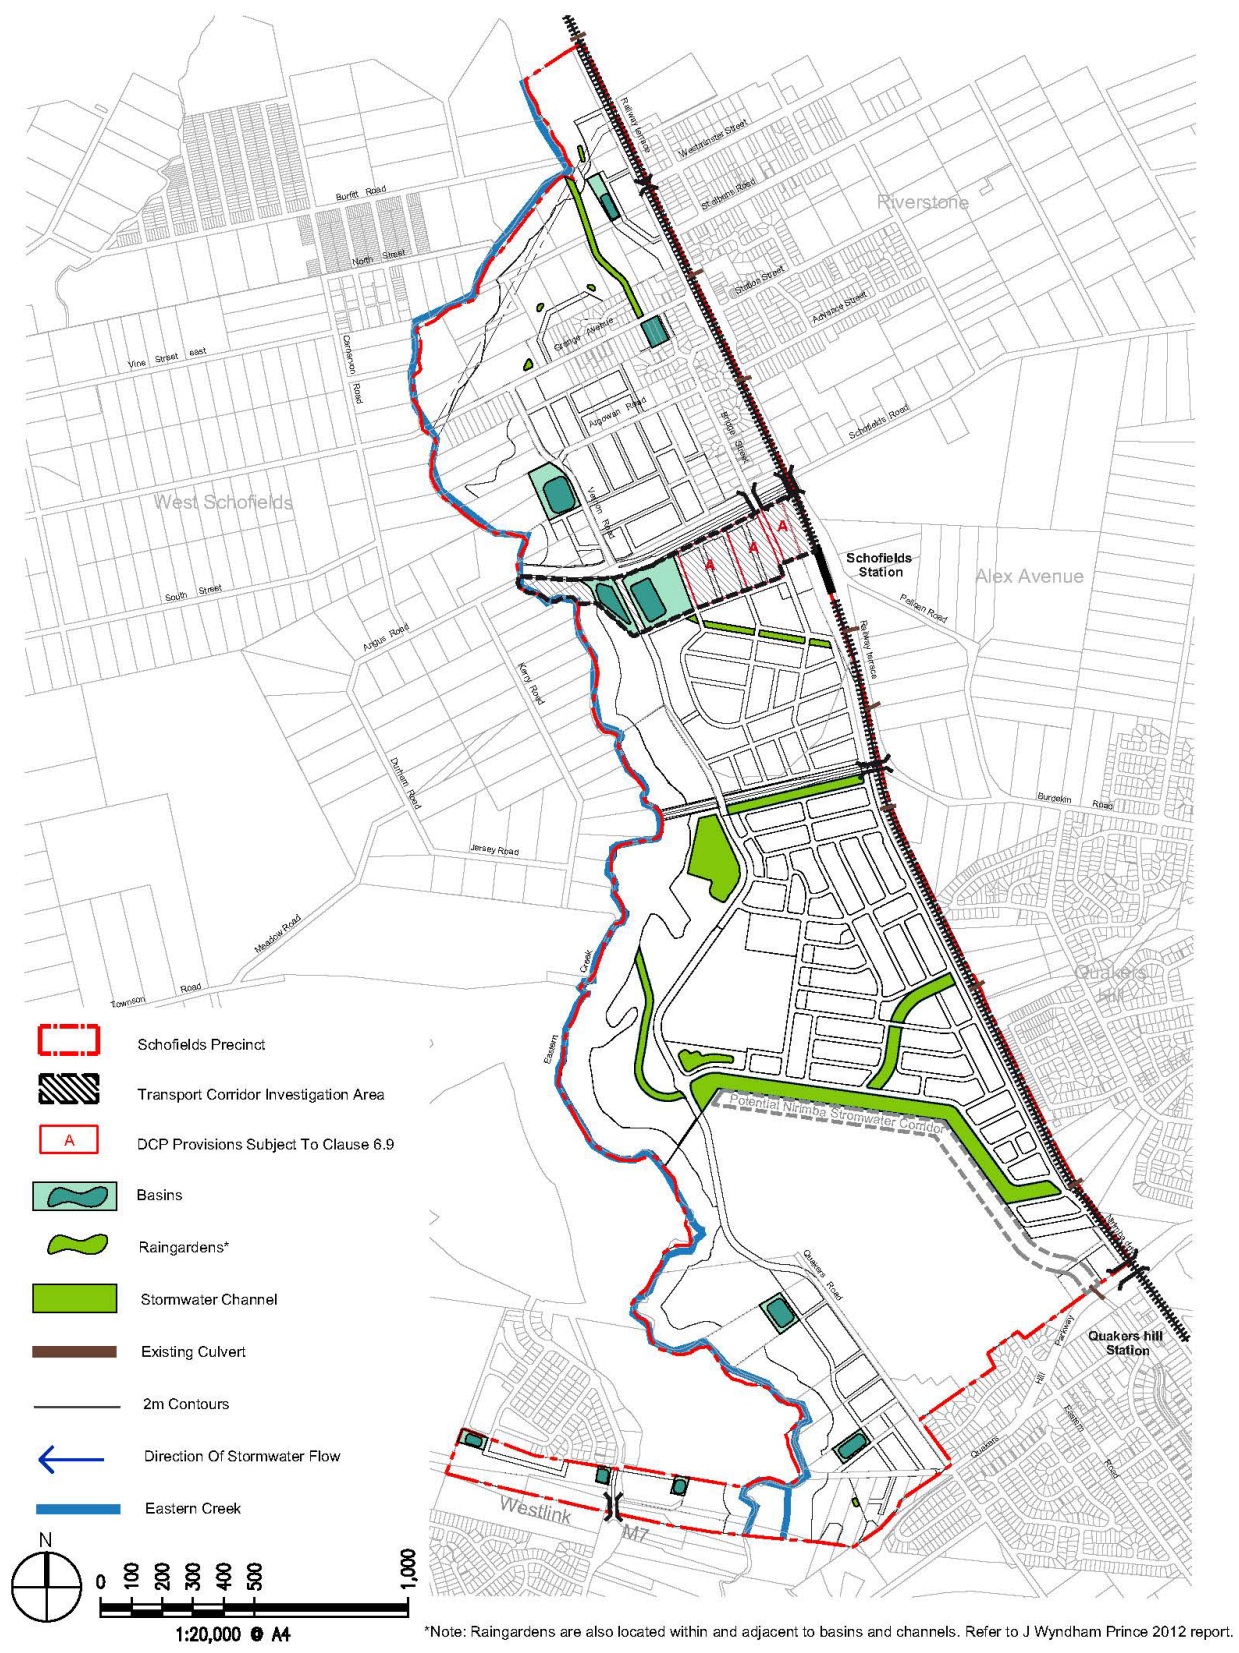 Railway terrace
Westminster Street
St albans Road
Riverstone
Burfitt Road
North Street
Station Street
Advance Street
Grange Avenue
Vine Street east
Carnarvon Road
Argowan Road
Bridge Street
Schofields Road
West Schofields
Veron Road
A
A
A
Schofields
Station
Alex Avenue
South Street
Angus Road
Pelican Road
Railway terrace
Kerry Road
Durham Road
Burdekin Road
Jersey Road
Meadow Road
Creek
Quakers
Hill
Townson Road
Eastern
Potential Nirimba Stromwater Corridor
Nirimba drive
Quakers Road
Quakers hill
Station
Parkway
Hill
Quakers
Eastern Road
Westlink
M7
Schofields Precinct
Transport Corridor Investigation Area
A
DCP Provisions Subject To Clause 6.9
Basins
Raingardens*
Stormwater Channel
Existing Culvert
2m Contours
Direction Of Stormwater Flow
Eastern Creek
N
0 100 200 300 400 500 1,000
1:20,000 @ A4
*Note: Raingardens are also located within and adjacent to basins and channels. Refer to J Wyndham Prince 2012 report.